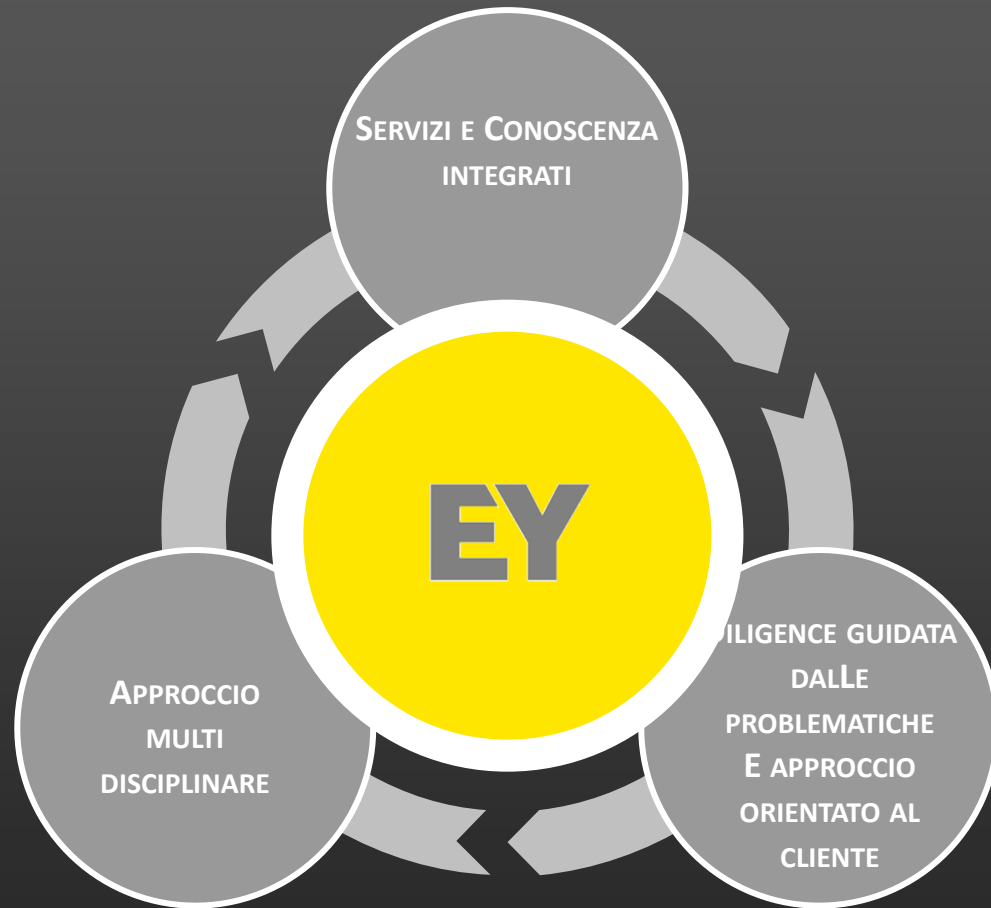 SERVIZI E CONOSCENZA
INTEGRATI
EY
APPROCCIO
MULTI
DISCIPLINARE
ILIGENCE GUIDATA
DALLE
PROBLEMATICHE
E APPROCCIO
ORIENTATO AL
CLIENTE